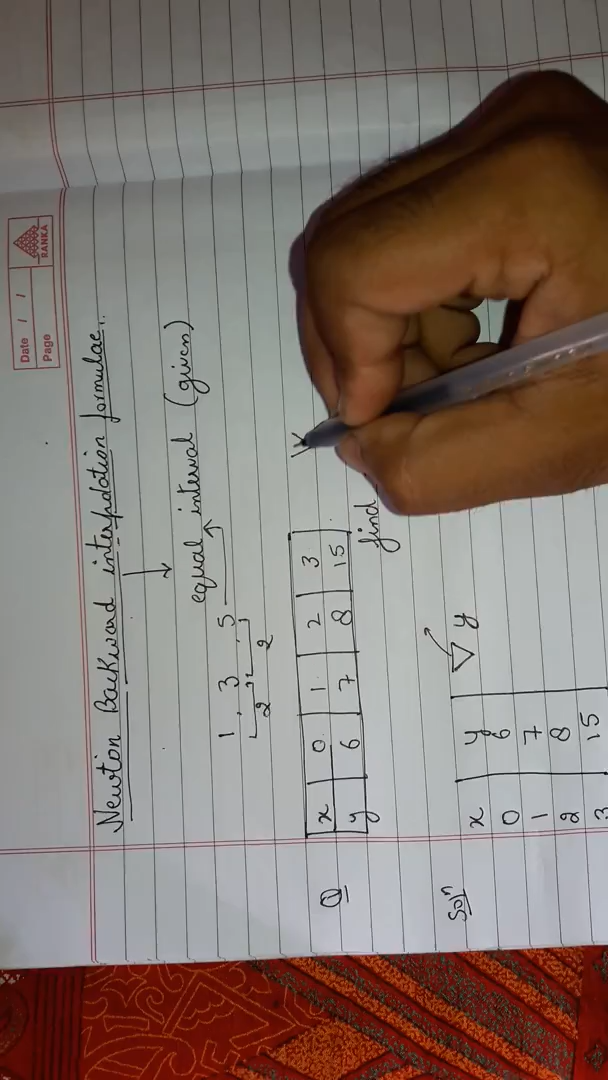 Date / /
Page
RANKA
Newton Backward interpolation formulae.
equal interval (given)
1 3 5
2 2
Q x 0 1 2 3
y 6 7 8 15
find
Solⁿ
x y ∇y
0 6
1 7
2 8
3 15